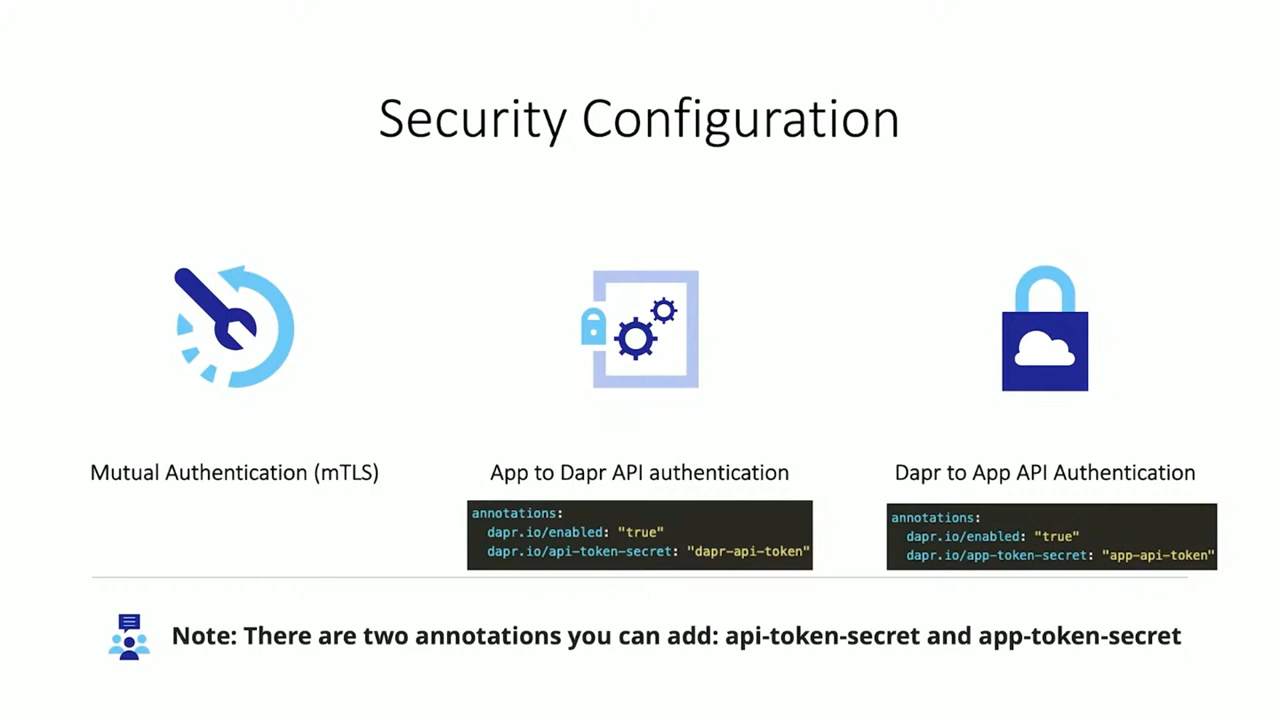 Security Configuration
Mutual Authentication (mTLS)
App to Dapr API authentication
annotations:
  dapr.io/enabled: "true"
  dapr.io/api-token-secret: "dapr-api-token"
Dapr to App API Authentication
annotations:
  dapr.io/enabled: "true"
  dapr.io/app-token-secret: "app-api-token"
Note: There are two annotations you can add: api-token-secret and app-token-secret